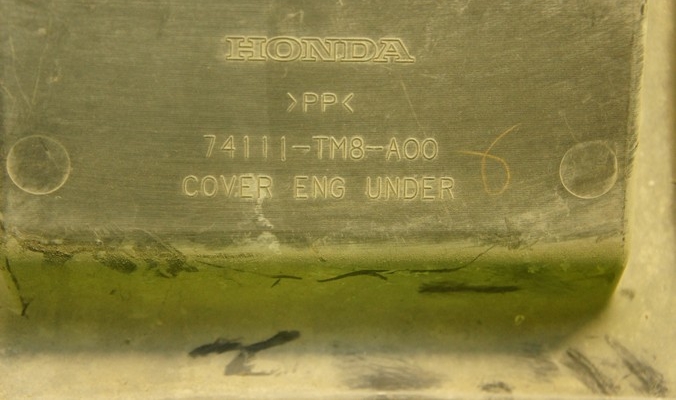 HONDA
>PP<
74111-TM8-A00
COVER ENG UNDER